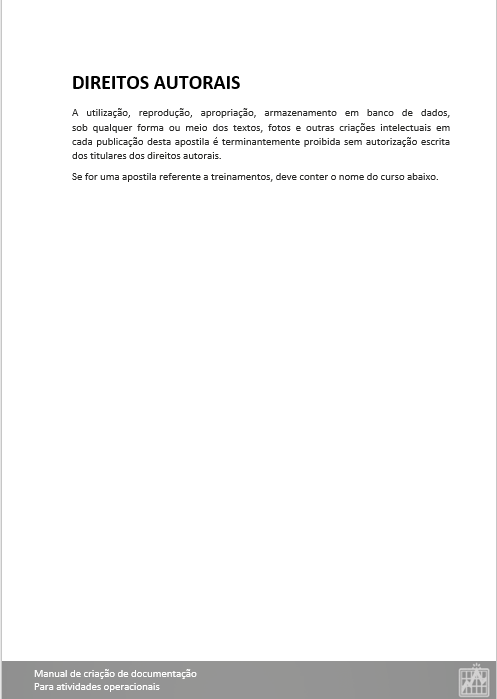 DIREITOS AUTORAIS
A utilização, reprodução, apropriação, armazenamento em banco de dados,
sob qualquer forma ou meio dos textos, fotos e outras criações intelectuais em
cada publicação desta apostila é terminantemente proibida sem autorização escrita
dos titulares dos direitos autorais.
Se for uma apostila referente a treinamentos, deve conter o nome do curso abaixo.
Manual de criação de documentação
Para atividades operacionais